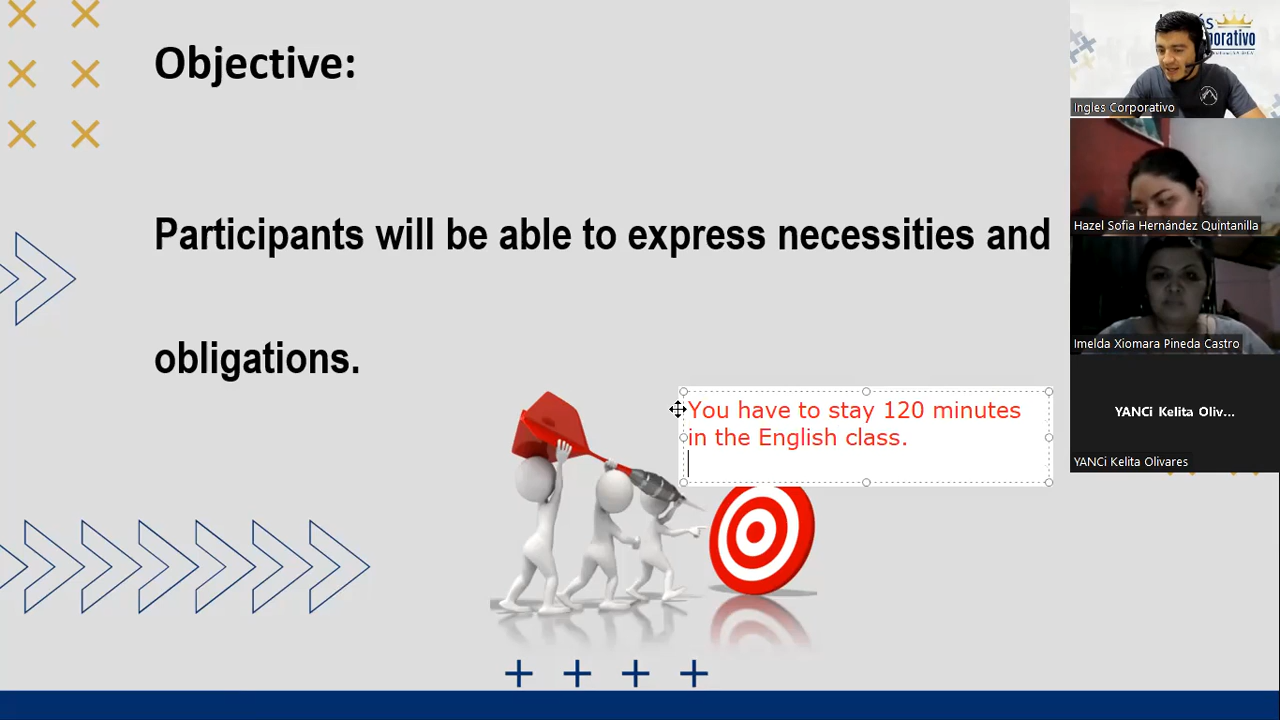 Objective:
Participants will be able to express necessities and
obligations.
You have to stay 120 minutes
in the English class.
Ingles Corporativo
Hazel Sofia Hernández Quintanilla
Imelda Xiomara Pineda Castro
YANCi Kelita Oliv...
YANCi Kelita Olivares